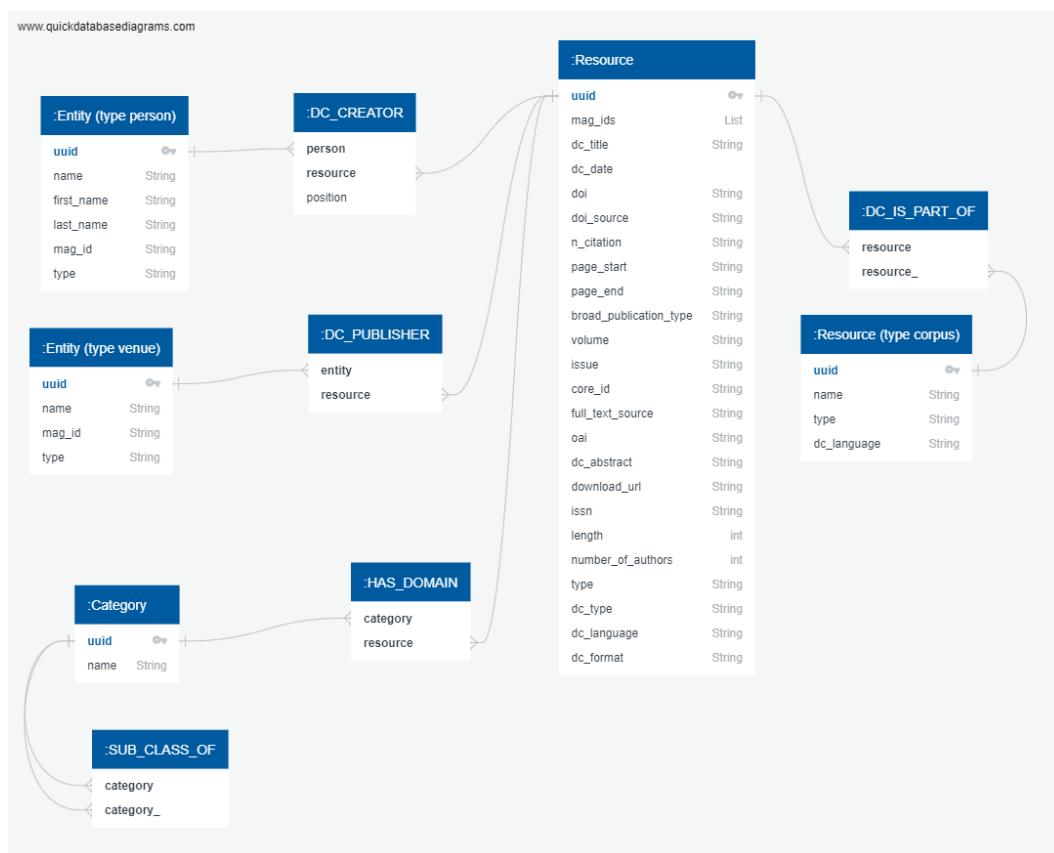 www.quickdatabasediagrams.com
:Entity (type person)
uuid
name String
first_name String
last_name String
mag_id String
type String
:DC_CREATOR
person
resource
position
:Entity (type venue)
uuid
name String
mag_id String
type String
:DC_PUBLISHER
entity
resource
:Category
uuid
name String
:HAS_DOMAIN
category
resource
:SUB_CLASS_OF
category
category_
:Resource
uuid
mag_ids List
dc_title String
dc_date
doi String
doi_source String
n_citation String
page_start String
page_end String
broad_publication_type String
volume String
issue String
core_id String
full_text_source String
oai String
dc_abstract String
download_url String
issn String
length int
number_of_authors int
type String
dc_type String
dc_language String
dc_format String
:DC_IS_PART_OF
resource
resource_
:Resource (type corpus)
uuid
name String
type String
dc_language String